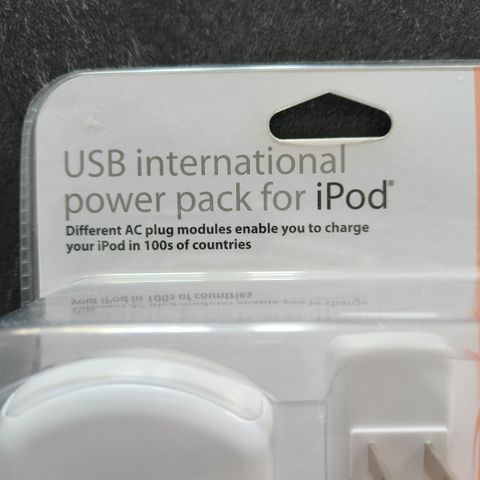 USB international
power pack for iPod®
Different AC plug modules enable you to charge
your iPod in 100s of countries